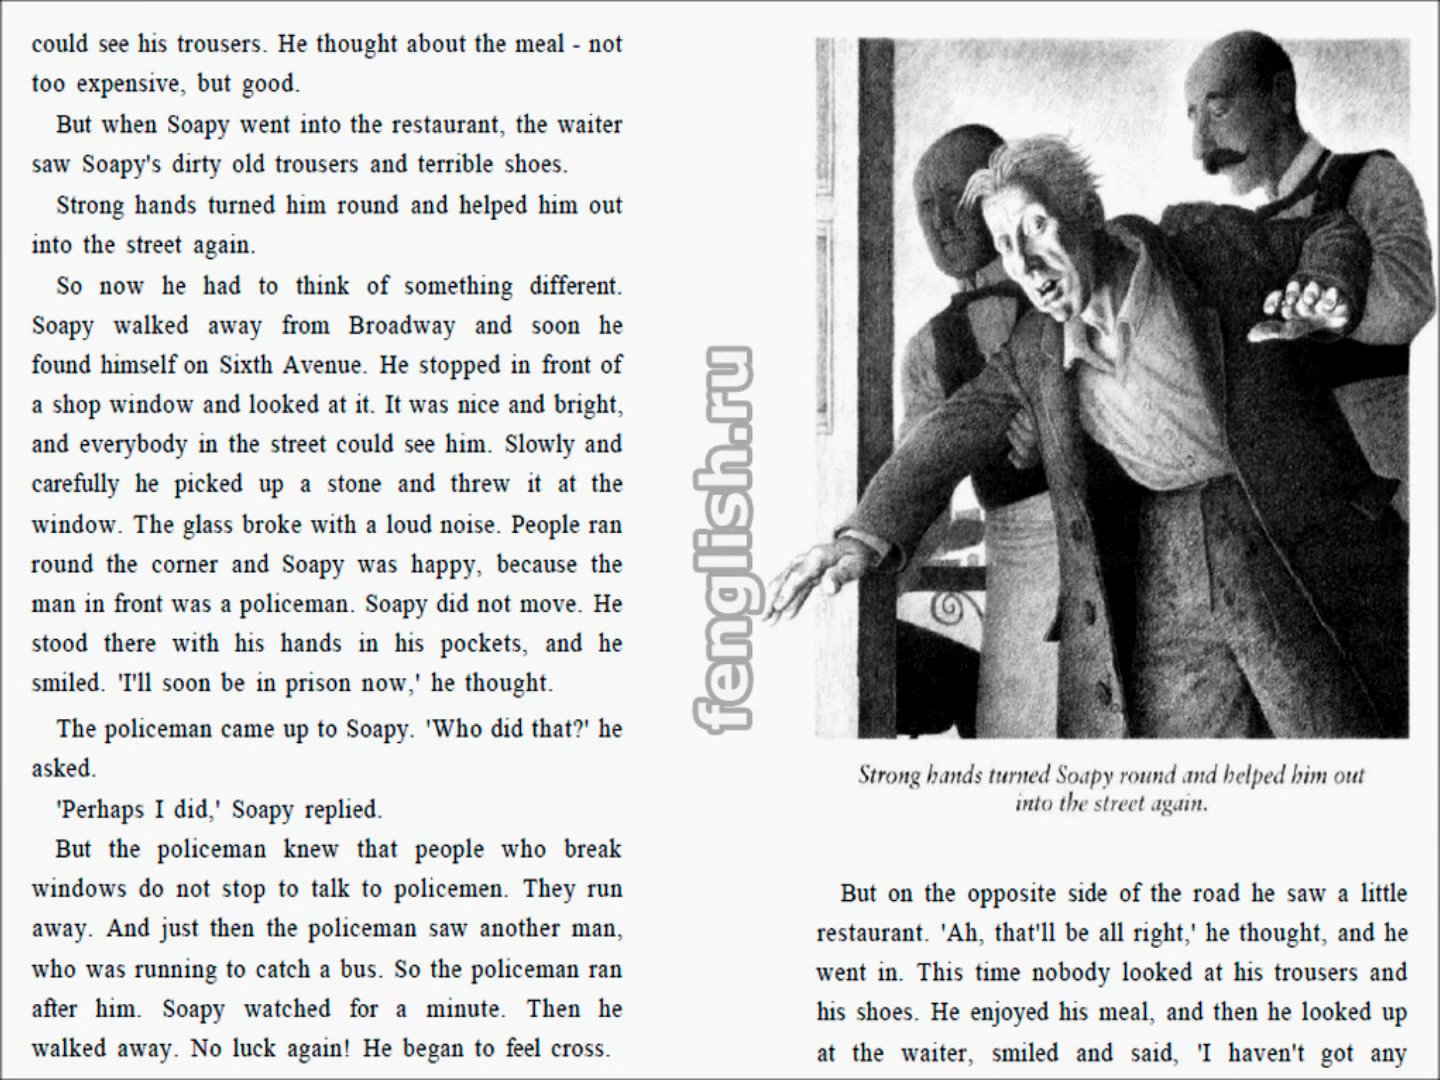 could see his trousers. He thought about the meal - not
too expensive, but good.
But when Soapy went into the restaurant, the waiter
saw Soapy's dirty old trousers and terrible shoes.
Strong hands turned him round and helped him out
into the street again.
So now he had to think of something different.
Soapy walked away from Broadway and soon he
found himself on Sixth Avenue. He stopped in front of
a shop window and looked at it. It was nice and bright,
and everybody in the street could see him. Slowly and
carefully he picked up a stone and threw it at the
window. The glass broke with a loud noise. People ran
round the corner and Soapy was happy, because the
man in front was a policeman. Soapy did not move. He
stood there with his hands in his pockets, and he
smiled. 'I'll soon be in prison now,' he thought.
The policeman came up to Soapy. 'Who did that?' he
asked.
'Perhaps I did,' Soapy replied.
But the policeman knew that people who break
windows do not stop to talk to policemen. They run
away. And just then the policeman saw another man,
who was running to catch a bus. So the policeman ran
after him. Soapy watched for a minute. Then he
walked away. No luck again! He began to feel cross.
fenglish.ru
Strong hands turned Soapy round and helped him out
into the street again.
But on the opposite side of the road he saw a little
restaurant. 'Ah, that'll be all right,' he thought, and he
went in. This time nobody looked at his trousers and
his shoes. He enjoyed his meal, and then he looked up
at the waiter, smiled and said, 'I haven't got any